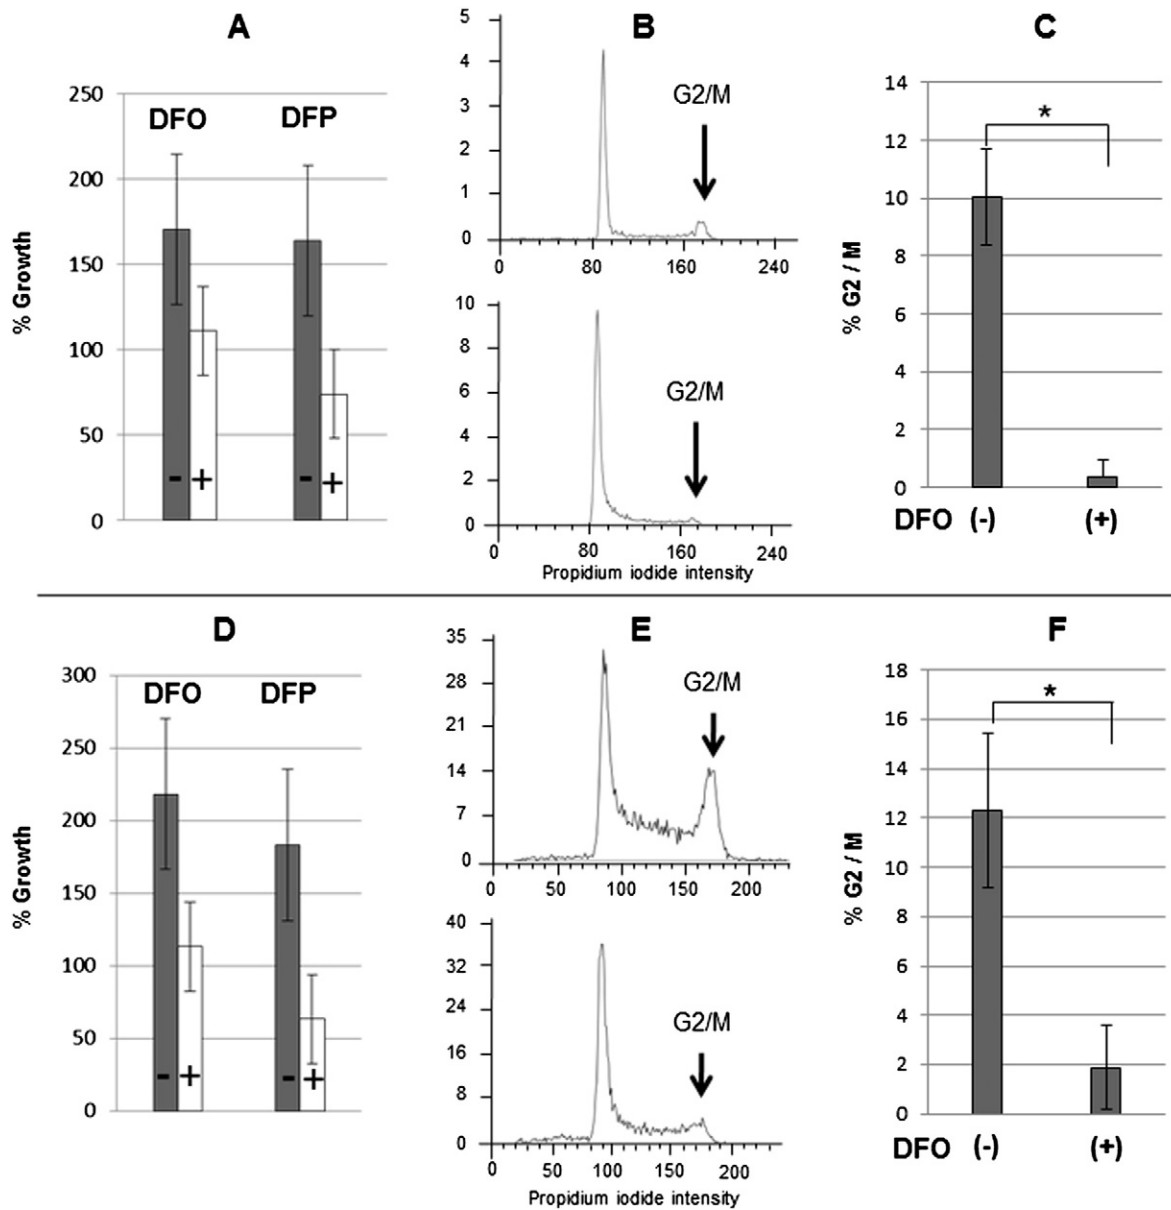 A
B
C
250
200
150
100
50
0
% Growth
DFO DFP
- + - +
5
4
3
2
1
0
G2/M
0 80 160 240
10
8
6
4
2
0
G2/M
0 80 160 240
Propidium iodide intensity
14
12
10
8
6
4
2
0
% G2 / M
*
DFO (-) (+)
D
E
F
300
250
200
150
100
50
0
% Growth
DFO DFP
- + - +
35
28
21
14
7
0
G2/M
0 50 100 150 200
40
32
24
16
8
0
G2/M
0 50 100 150 200
Propidium iodide intensity
18
16
14
12
10
8
6
4
2
0
% G2 / M
*
DFO (-) (+)